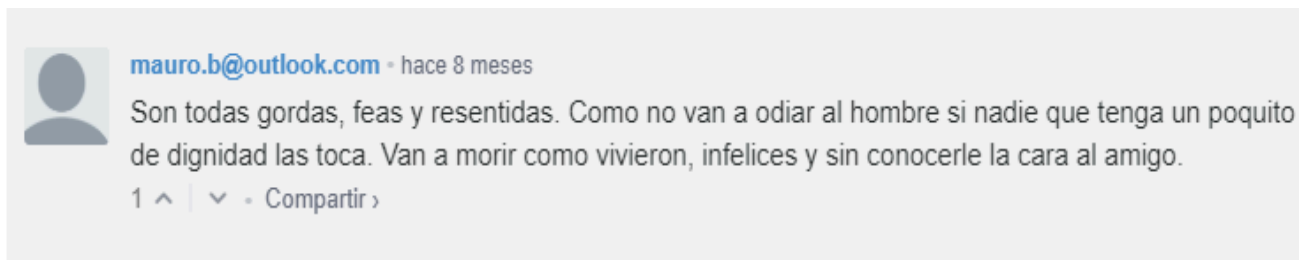 mauro.b@outlook.com • hace 8 meses
Son todas gordas, feas y resentidas. Como no van a odiar al hombre si nadie que tenga un poquito
de dignidad las toca. Van a morir como vivieron, infelices y sin conocerle la cara al amigo.
1 • Compartir ›